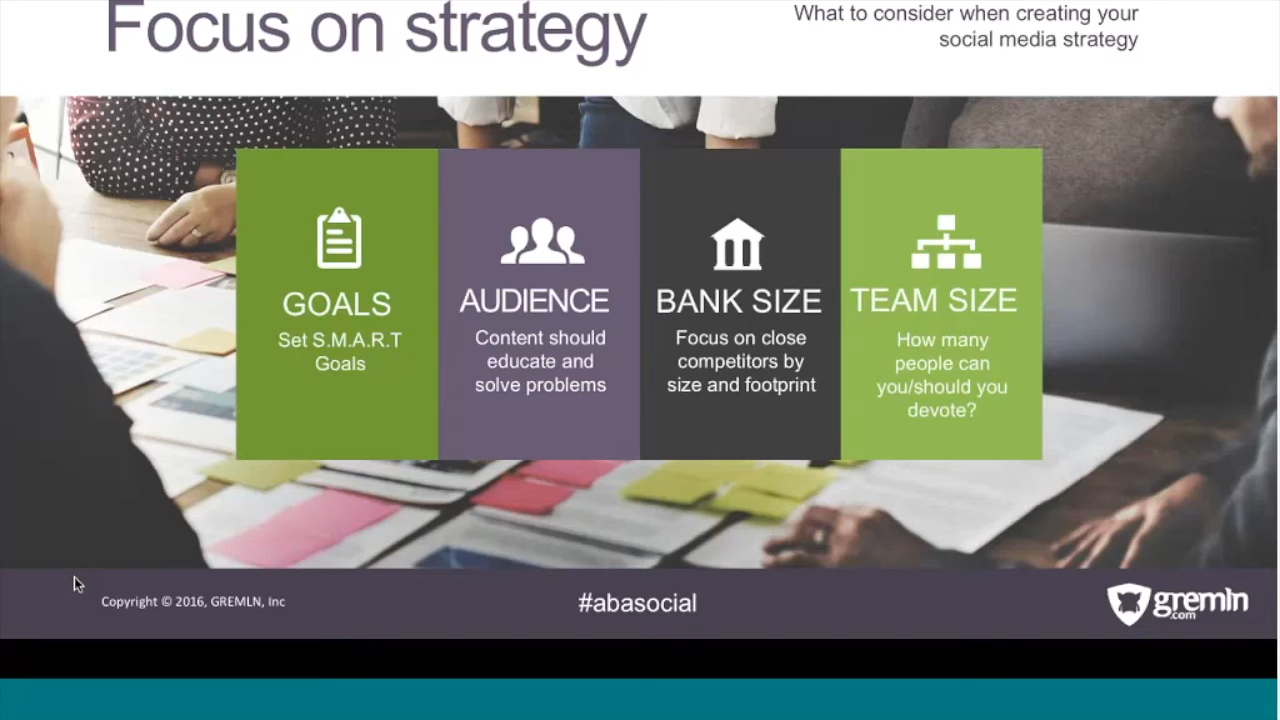 Focus on strategy
What to consider when creating your
social media strategy
GOALS
Set S.M.A.R.T
Goals
AUDIENCE
Content should
educate and
solve problems
BANK SIZE
Focus on close
competitors by
size and footprint
TEAM SIZE
How many
people can
you/should you
devote?
Copyright © 2016, GREMLN, Inc
#abasocial
gremln
.com